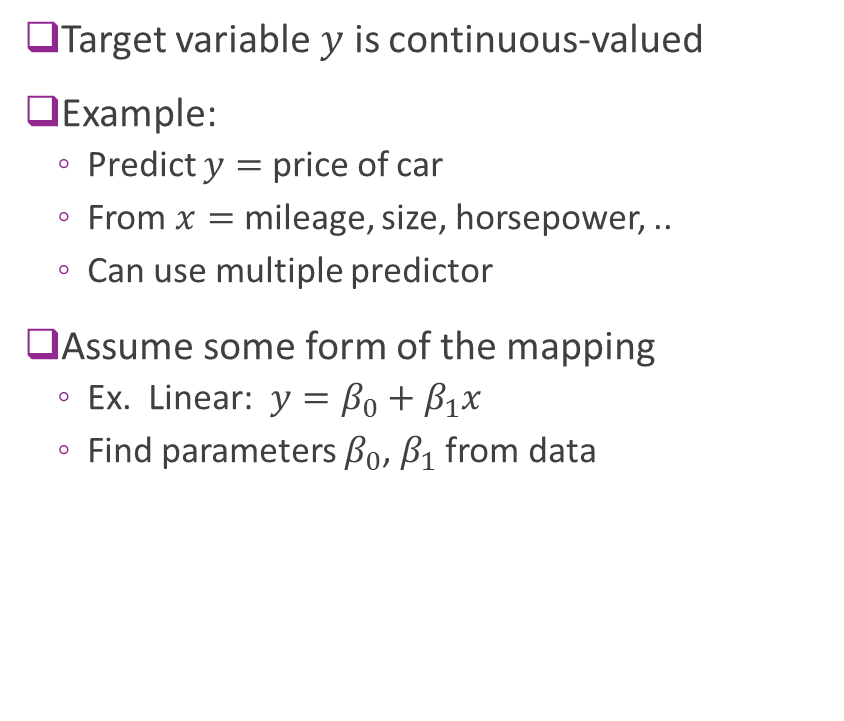 ❑Target variable 𝑦 is continuous-valued
❑Example:
◦ Predict 𝑦 = price of car
◦ From 𝑥 = mileage, size, horsepower, ..
◦ Can use multiple predictor
❑Assume some form of the mapping
◦ Ex. Linear: 𝑦 = 𝛽₀ + 𝛽₁𝑥
◦ Find parameters 𝛽₀, 𝛽₁ from data